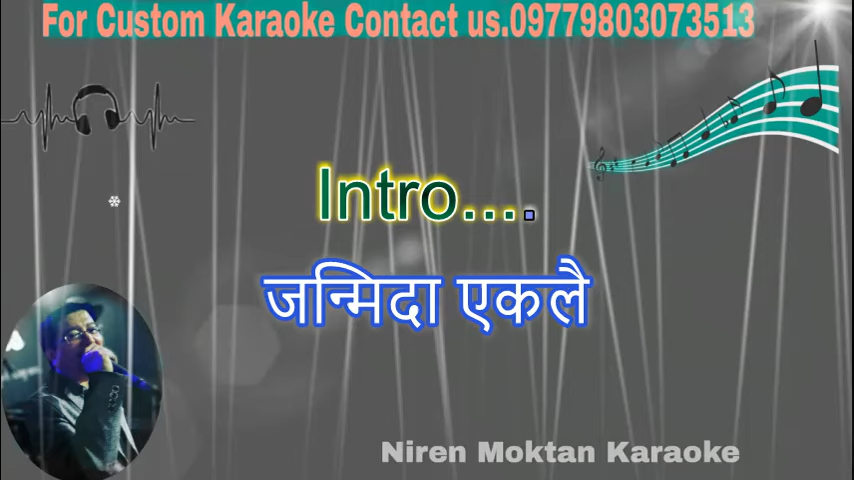 For Custom Karaoke Contact us.09779803073513
Intro....
जन्मिदा एकलै
Niren Moktan Karaoke